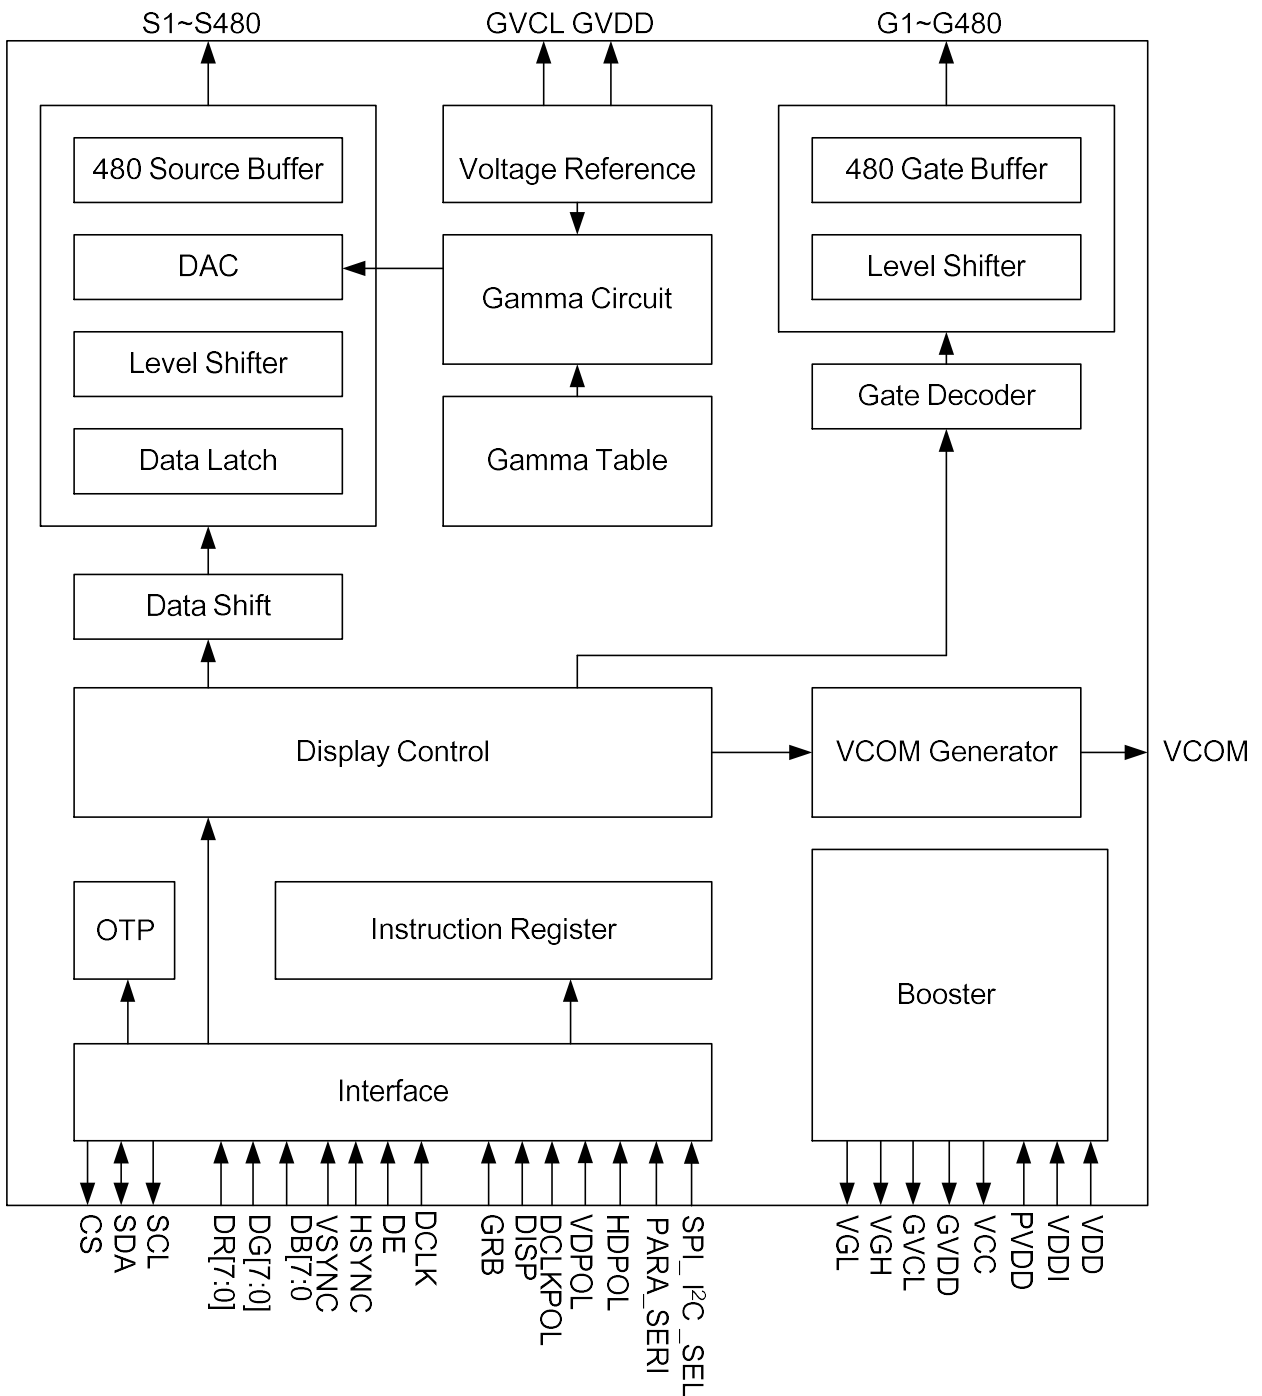 S1~S480
GVCL GVDD
G1~G480
480 Source Buffer
Voltage Reference
480 Gate Buffer
DAC
Gamma Circuit
Level Shifter
Level Shifter
Gate Decoder
Data Latch
Gamma Table
Data Shift
Display Control
VCOM Generator
VCOM
OTP
Instruction Register
Booster
Interface
CS
SDA
SCL
DR[7:0]
DG[7:0]
DB[7:0
VSYNC
HSYNC
DE
DCLK
GRB
DISP
DCLKPOL
VDPOL
HDPOL
PARA_SERI
SPI_I²C_SEL
VGL
VGH
GVCL
GVDD
VCC
PVDD
VDDI
VDD